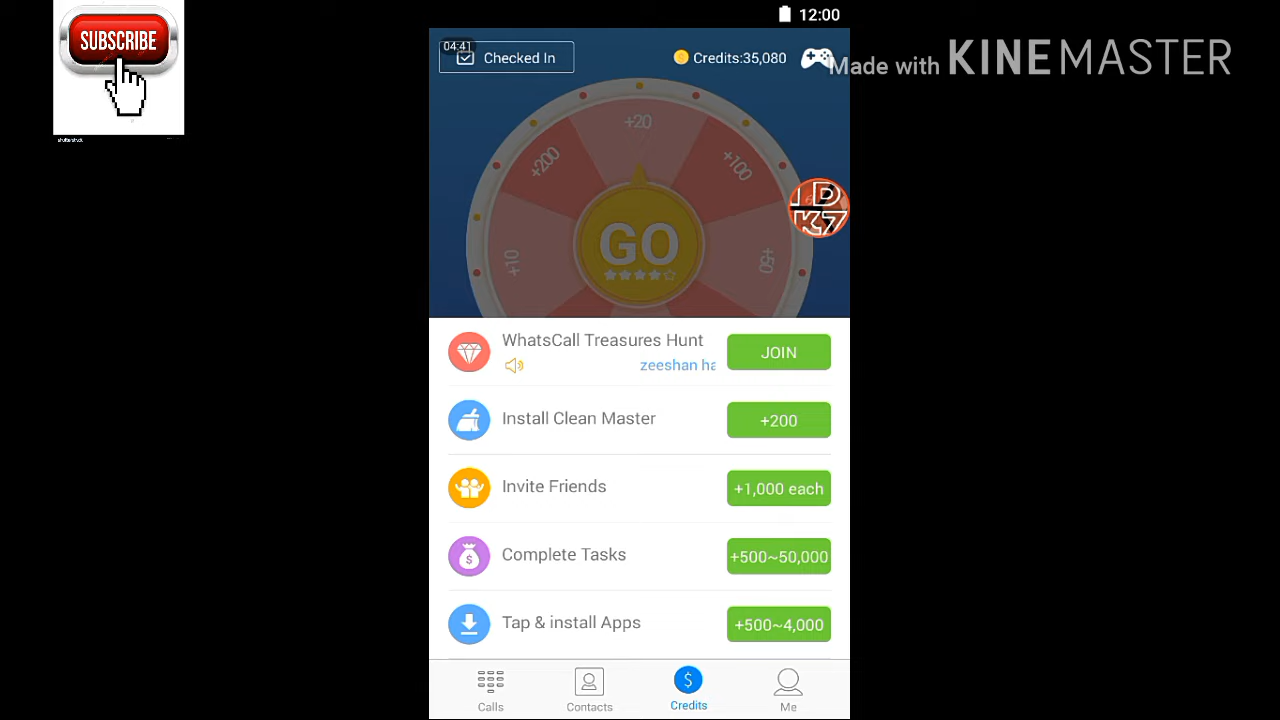 SUBSCRIBE
shutterstock
12:00
04:41
Checked In
Credits:35,080
Made with KINEMASTER
+20
+200
+100
+10
+50
GO
IDK7
WhatsCall Treasures Hunt
zeeshan ha
JOIN
Install Clean Master
+200
Invite Friends
+1,000 each
Complete Tasks
+500~50,000
Tap & install Apps
+500~4,000
Calls
Contacts
Credits
Me